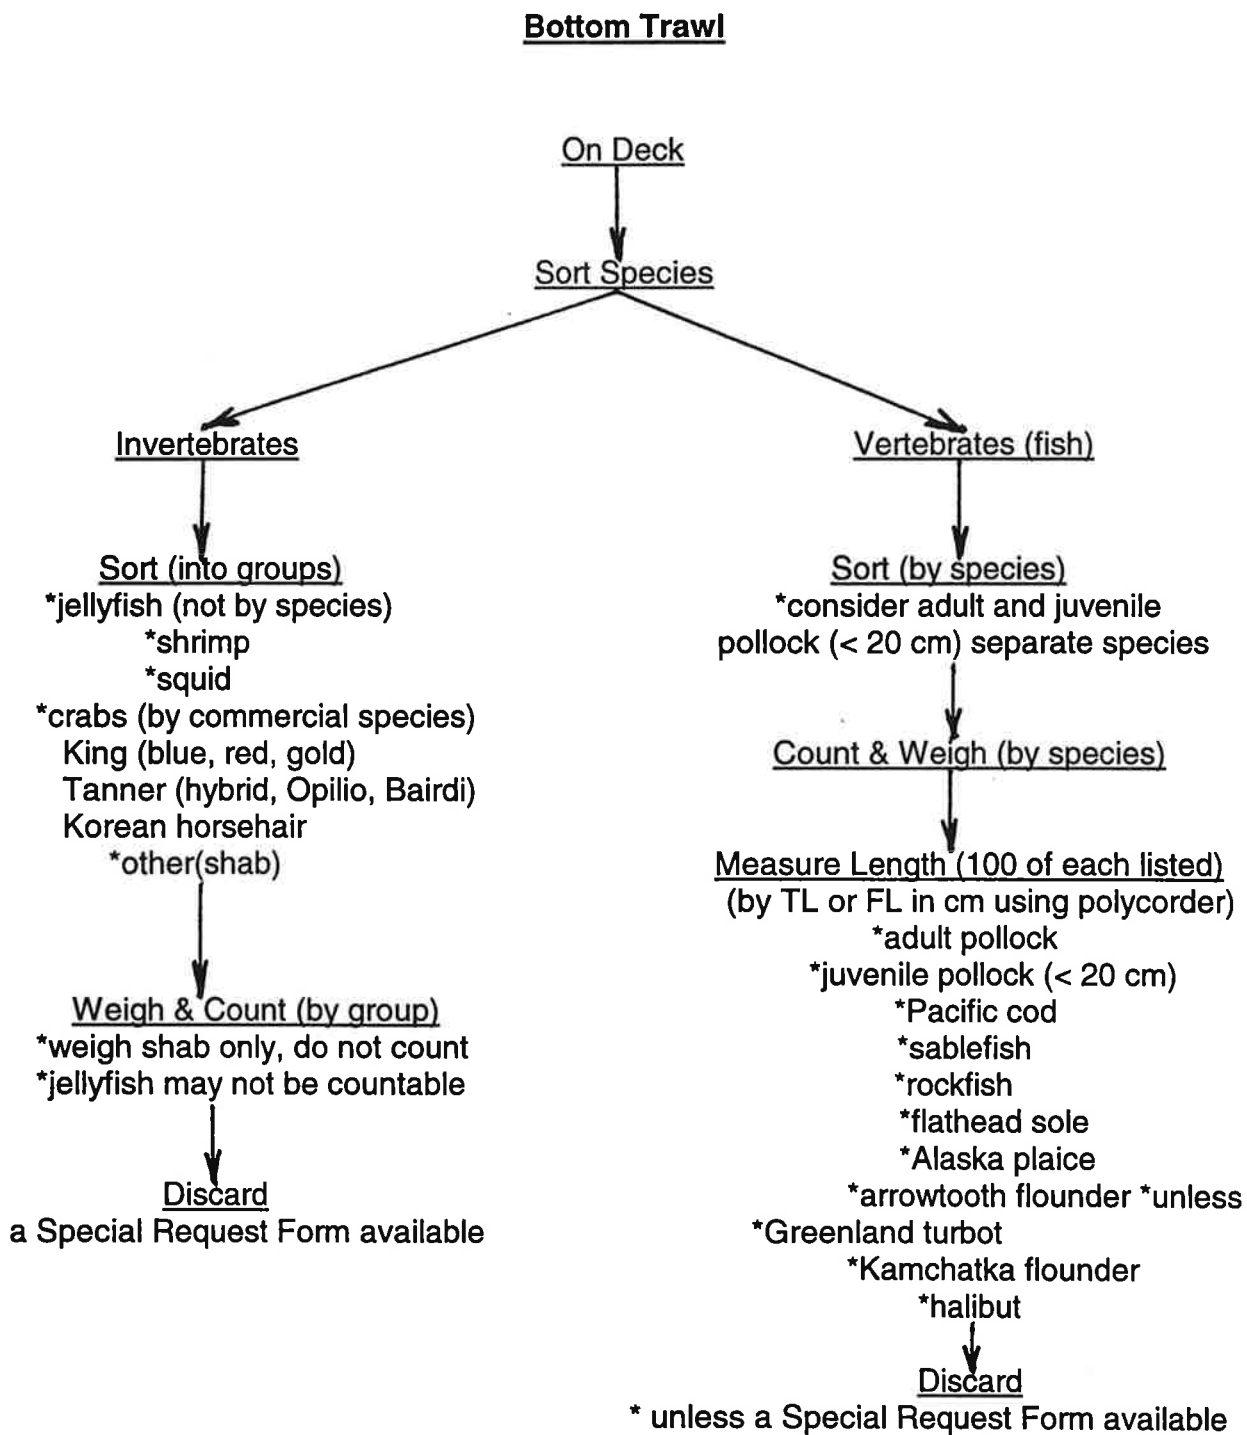 Bottom Trawl
On Deck
Sort Species
Invertebrates
Sort (into groups)
*jellyfish (not by species)
*shrimp
*squid
*crabs (by commercial species)
King (blue, red, gold)
Tanner (hybrid, Opilio, Bairdi)
Korean horsehair
*other(shab)
Weigh & Count (by group)
*weigh shab only, do not count
*jellyfish may not be countable
Discard
a Special Request Form available
Vertebrates (fish)
Sort (by species)
*consider adult and juvenile
pollock (< 20 cm) separate species
Count & Weigh (by species)
Measure Length (100 of each listed)
(by TL or FL in cm using polycorder)
*adult pollock
*juvenile pollock (< 20 cm)
*Pacific cod
*sablefish
*rockfish
*flathead sole
*Alaska plaice
*arrowtooth flounder *unless
*Greenland turbot
*Kamchatka flounder
*halibut
Discard
* unless a Special Request Form available